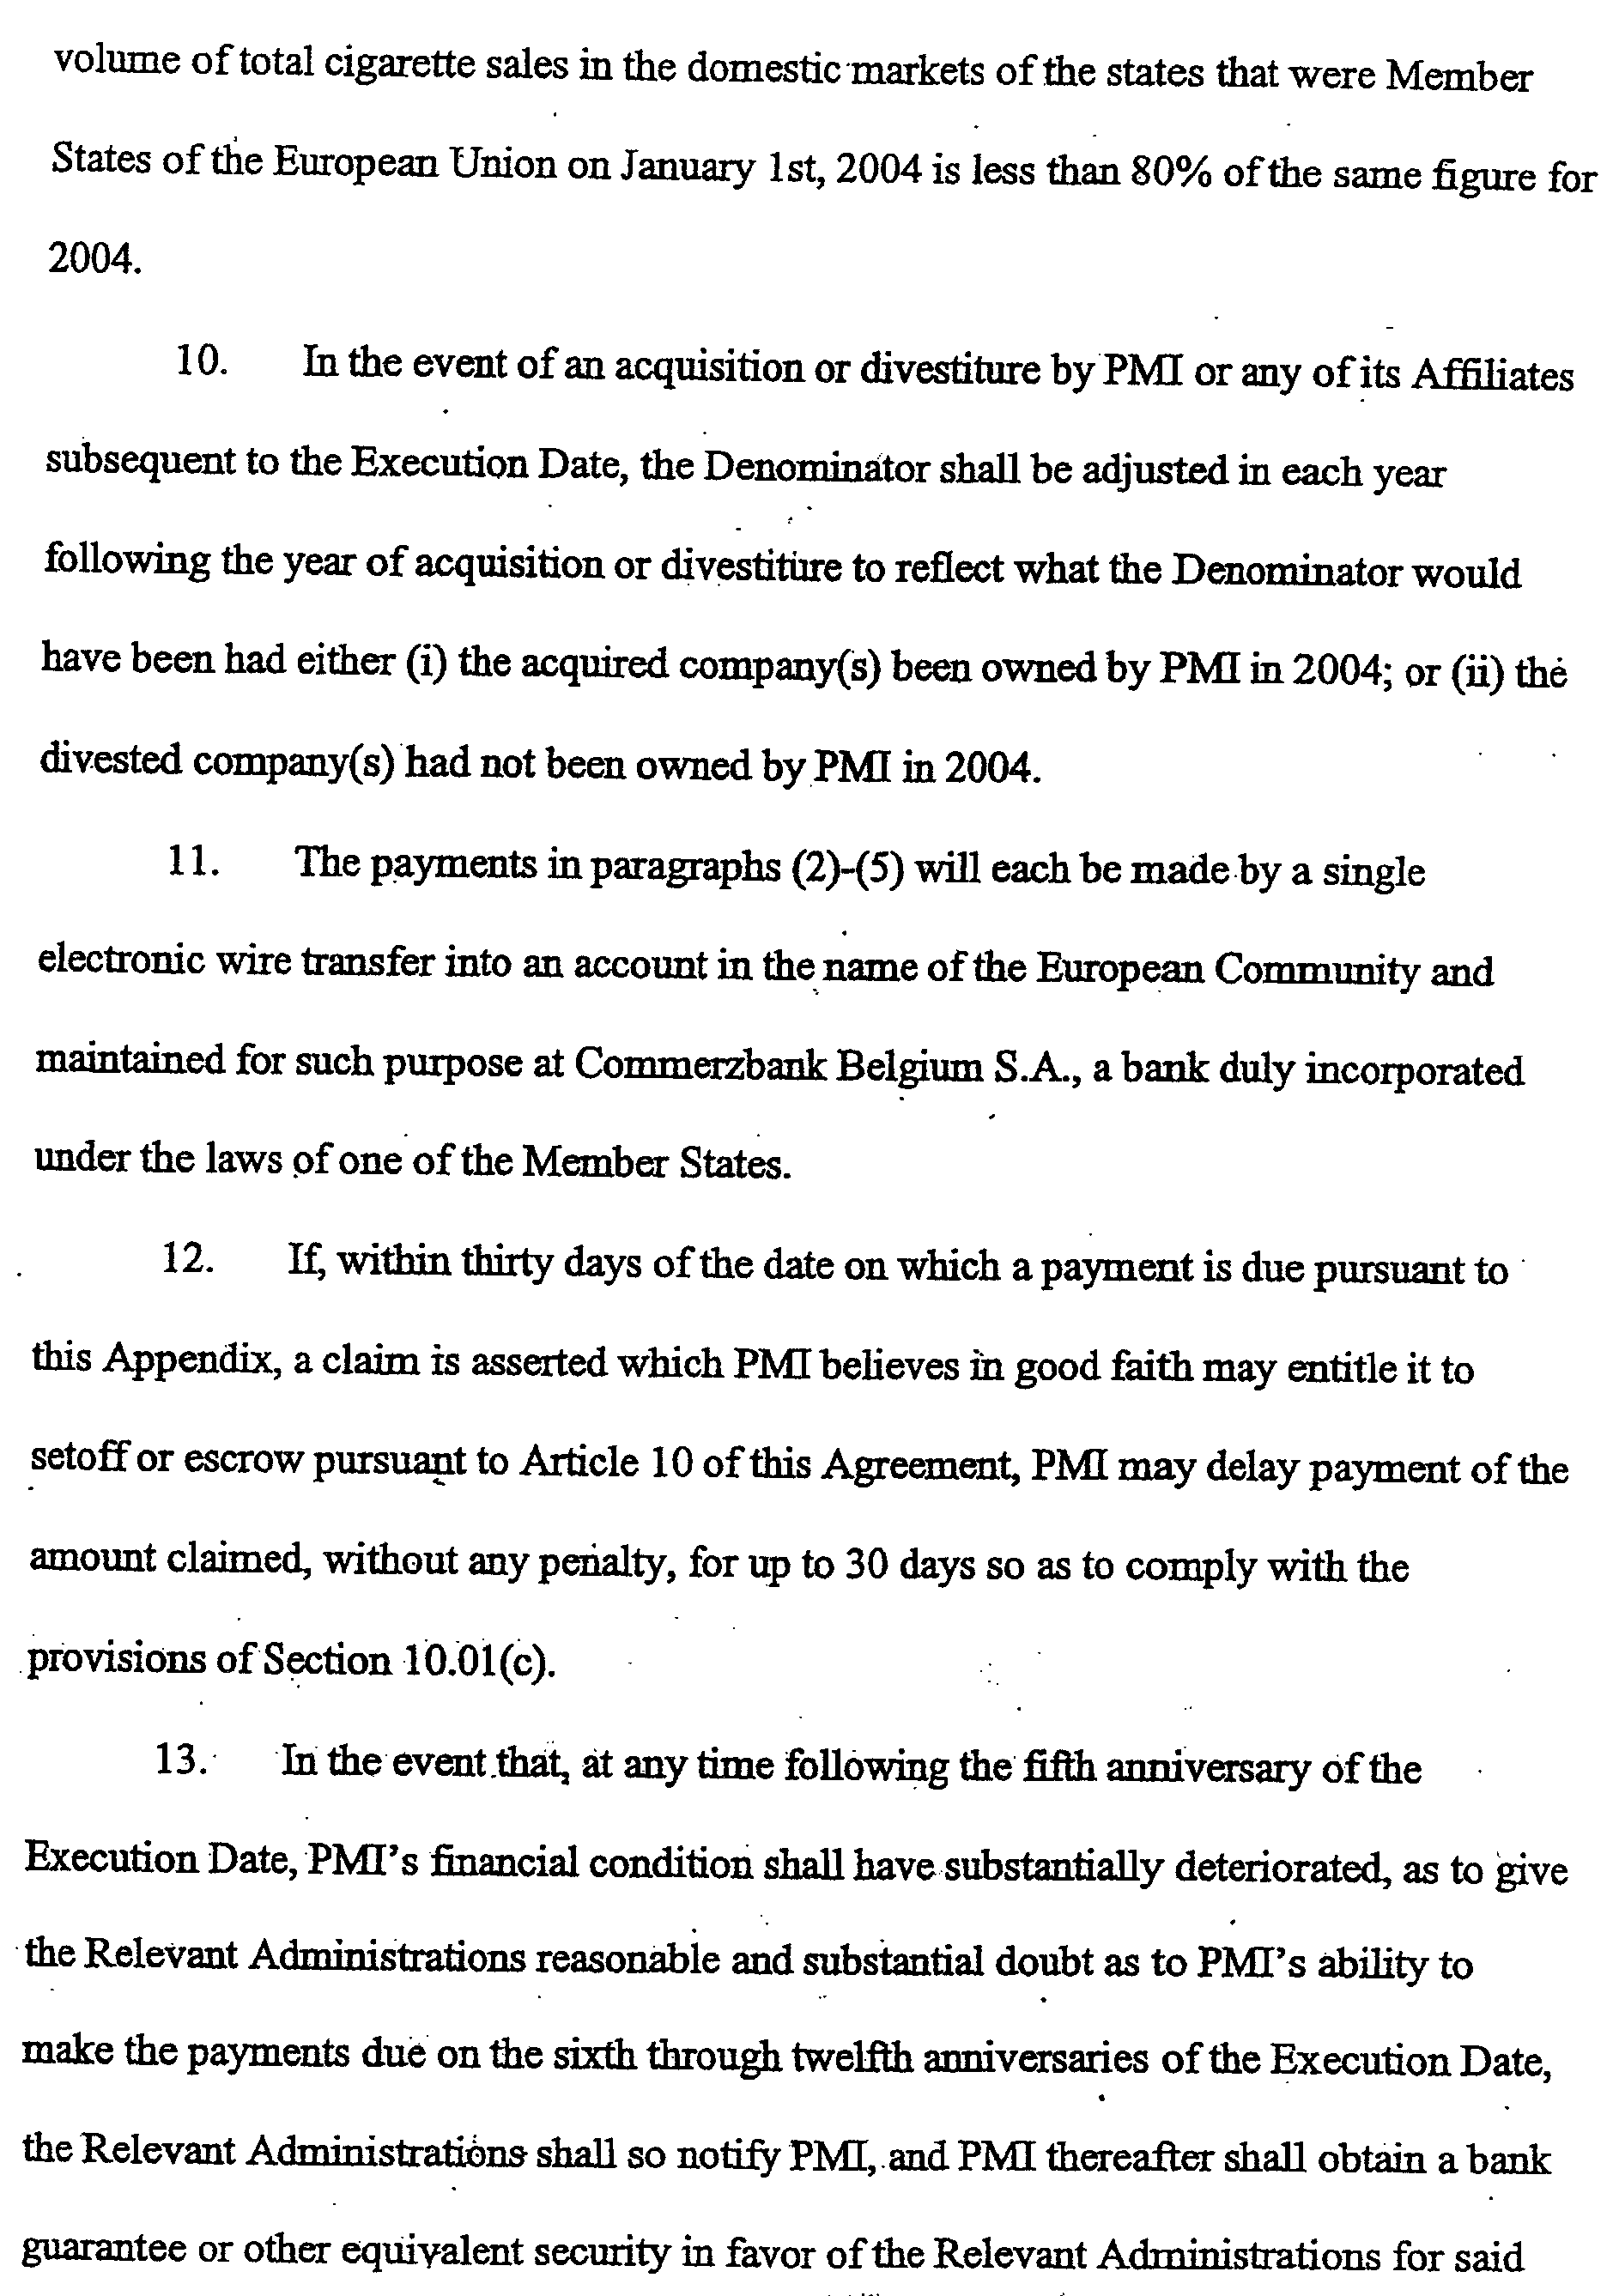 volume of total cigarette sales in the domestic markets of the states that were Member
States of the European Union on January 1st, 2004 is less than 80% of the same figure for
2004.
10. In the event of an acquisition or divestiture by PMI or any of its Affiliates
subsequent to the Execution Date, the Denominator shall be adjusted in each year
following the year of acquisition or divestiture to reflect what the Denominator would
have been had either (i) the acquired company(s) been owned by PMI in 2004; or (ii) the
divested company(s) had not been owned by PMI in 2004.
11. The payments in paragraphs (2)-(5) will each be made by a single
electronic wire transfer into an account in the name of the European Community and
maintained for such purpose at Commerzbank Belgium S.A., a bank duly incorporated
under the laws of one of the Member States.
12. If, within thirty days of the date on which a payment is due pursuant to
this Appendix, a claim is asserted which PMI believes in good faith may entitle it to
setoff or escrow pursuant to Article 10 of this Agreement, PMI may delay payment of the
amount claimed, without any penalty, for up to 30 days so as to comply with the
provisions of Section 10.01(c).
13. In the event that, at any time following the fifth anniversary of the
Execution Date, PMI's financial condition shall have substantially deteriorated, as to give
the Relevant Administrations reasonable and substantial doubt as to PMI's ability to
make the payments due on the sixth through twelfth anniversaries of the Execution Date,
the Relevant Administrations shall so notify PMI, and PMI thereafter shall obtain a bank
guarantee or other equivalent security in favor of the Relevant Administrations for said